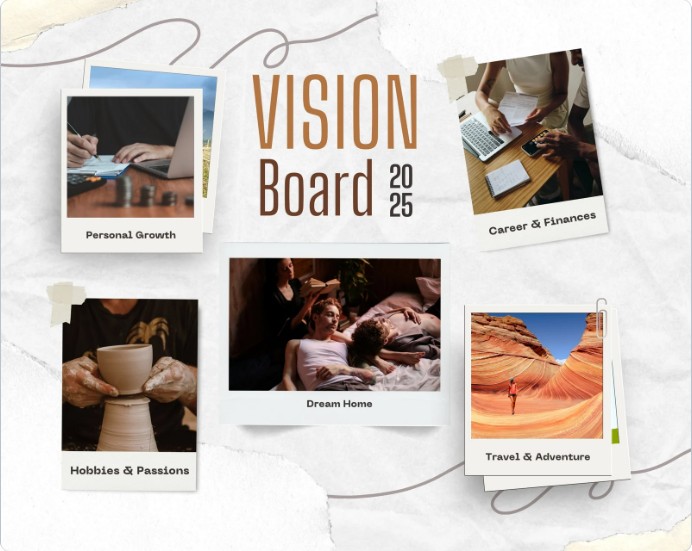 VISION
Board 20
25
Personal Growth
Career & Finances
Dream Home
Hobbies & Passions
Travel & Adventure